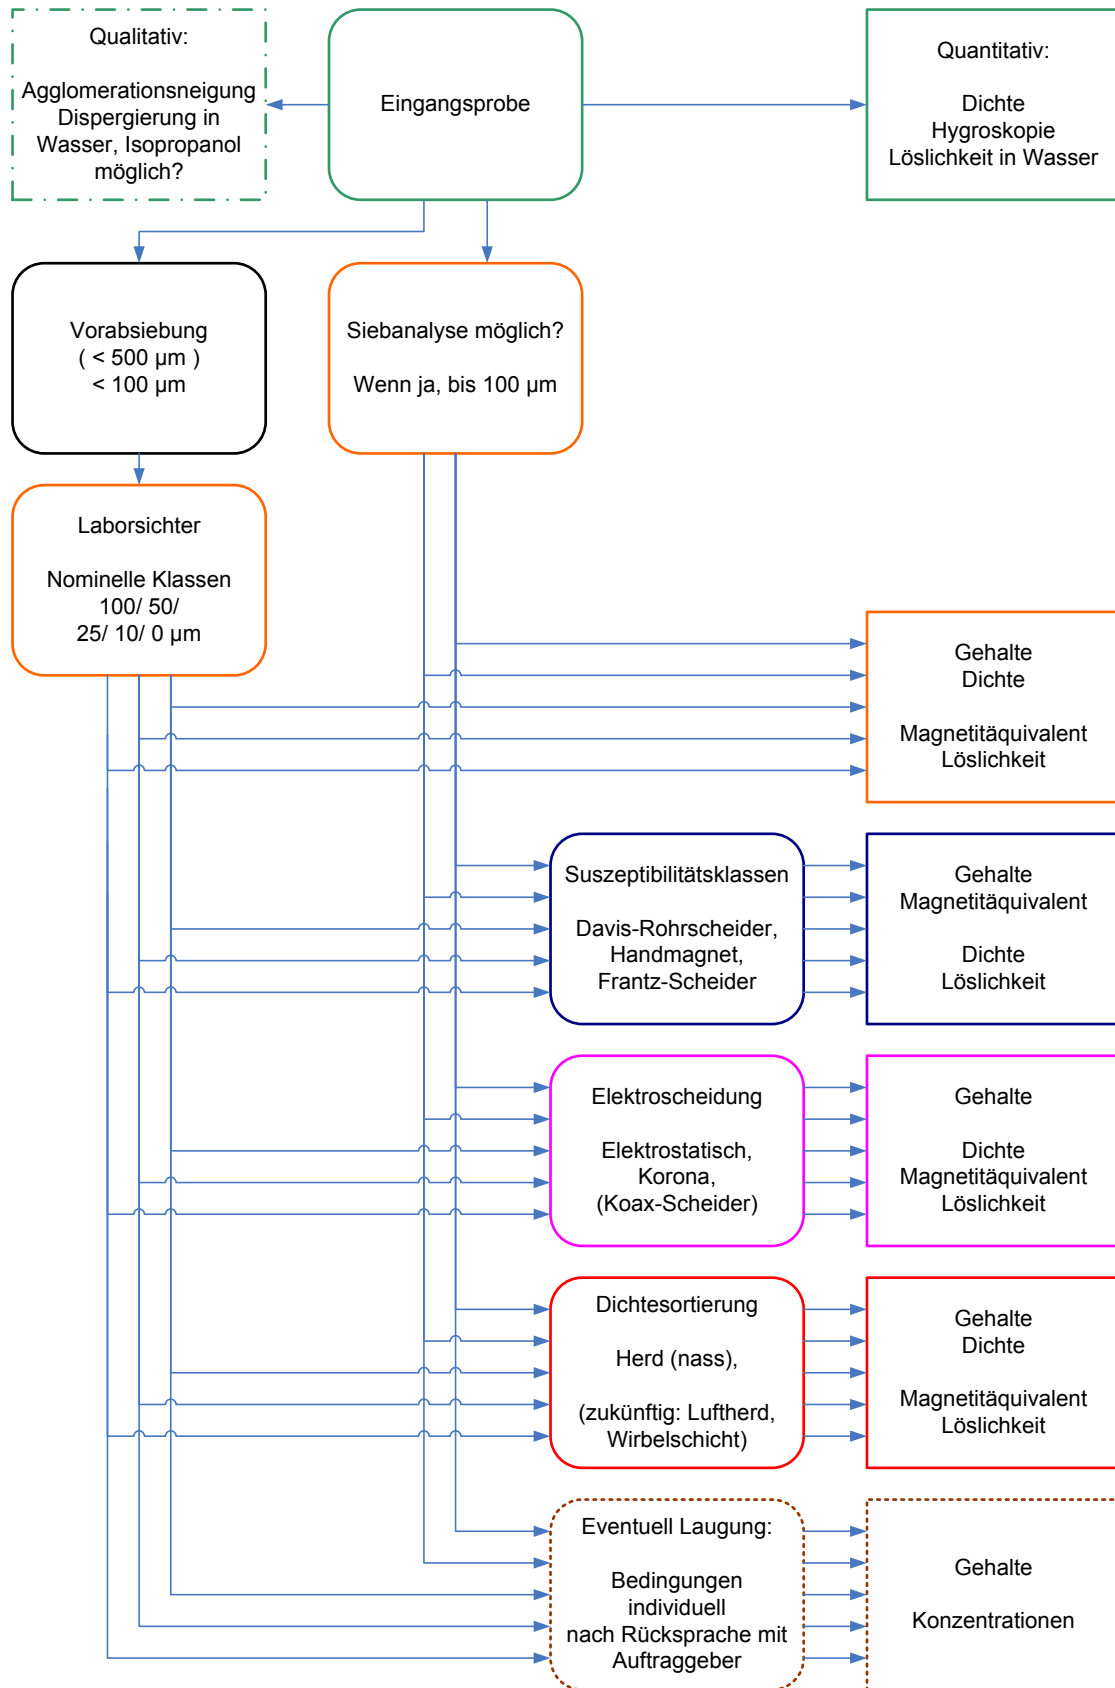 Qualitativ:
Agglomerationsneigung
Dispergierung in
Wasser, Isopropanol
möglich?
Eingangsprobe
Quantitativ:
Dichte
Hygroskopie
Löslichkeit in Wasser
Vorabsiebung
( < 500 µm )
< 100 µm
Siebanalyse möglich?
Wenn ja, bis 100 µm
Laborsichter
Nominelle Klassen
100/ 50/
25/ 10/ 0 µm
Gehalte
Dichte
Magnetitäquivalent
Löslichkeit
Suszeptibilitätsklassen
Davis-Rohrscheider,
Handmagnet,
Frantz-Scheider
Gehalte
Magnetitäquivalent
Dichte
Löslichkeit
Elektroscheidung
Elektrostatisch,
Korona,
(Koax-Scheider)
Gehalte
Dichte
Magnetitäquivalent
Löslichkeit
Dichtesortierung
Herd (nass),
(zukünftig: Luftherd,
Wirbelschicht)
Gehalte
Dichte
Magnetitäquivalent
Löslichkeit
Eventuell Laugung:
Bedingungen
individuell
nach Rücksprache mit
Auftraggeber
Gehalte
Konzentrationen